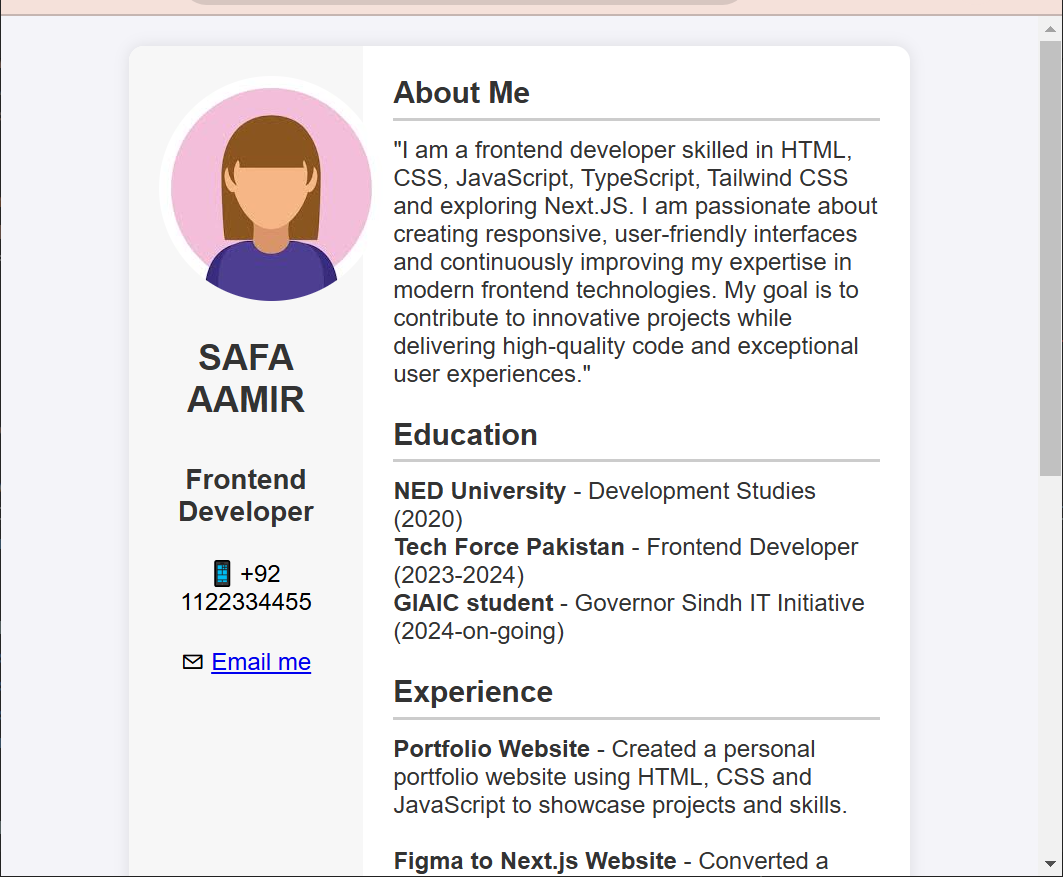 SAFA
AAMIR
Frontend
Developer
📱 +92
1122334455
✉ Email me
About Me
"I am a frontend developer skilled in HTML,
CSS, JavaScript, TypeScript, Tailwind CSS
and exploring Next.JS. I am passionate about
creating responsive, user-friendly interfaces
and continuously improving my expertise in
modern frontend technologies. My goal is to
contribute to innovative projects while
delivering high-quality code and exceptional
user experiences."
Education
NED University - Development Studies
(2020)
Tech Force Pakistan - Frontend Developer
(2023-2024)
GIAIC student - Governor Sindh IT Initiative
(2024-on-going)
Experience
Portfolio Website - Created a personal
portfolio website using HTML, CSS and
JavaScript to showcase projects and skills.
Figma to Next.js Website - Converted a